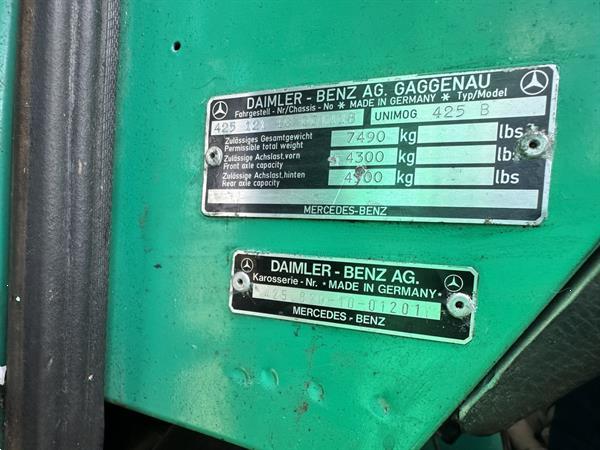 DAIMLER - BENZ AG. GAGGENAU
Fahrgestell - Nr/Chassis - No * MADE IN GERMANY * Typ/Model
425 UNIMOG 425 B
Zulässiges Gesamtgewicht
Permissible total weight 7490 kg lbs
Zulässige Achslast, vorn
Front axle capacity 4300 kg lbs
Zulässige Achslast, hinten
Rear axle capacity kg lbs
MERCEDES-BENZ
DAIMLER - BENZ AG.
Karosserie - Nr. * MADE IN GERMANY *
MERCEDES - BENZ